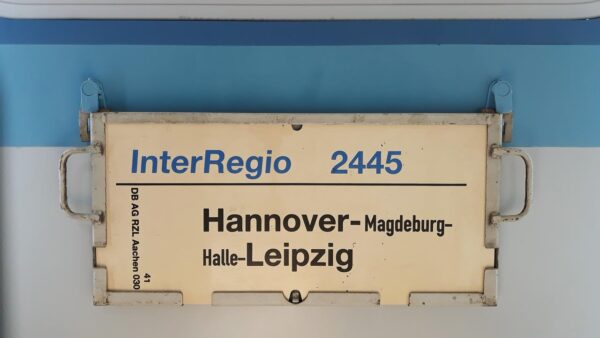 InterRegio 2445
Hannover-Magdeburg-
Halle-Leipzig
DB AG RZL Aachen 030
41